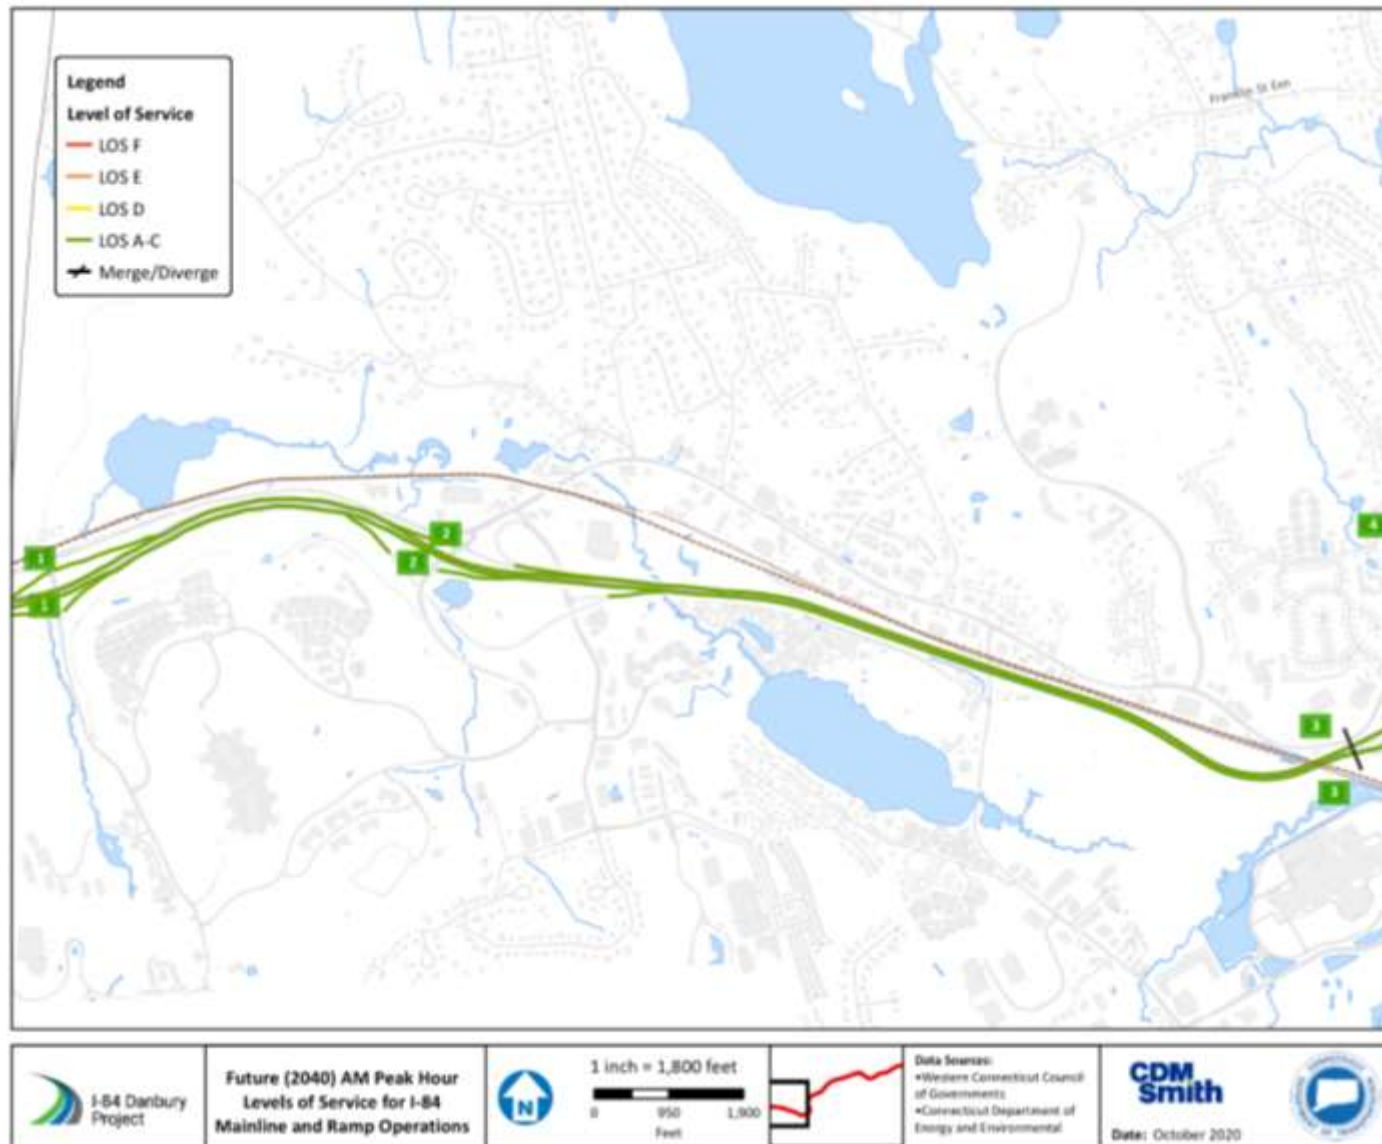 Legend
Level of Service
LOS F
LOS E
LOS D
LOS A-C
Merge/Diverge
Franklin St Exn
1
1
2
2
3
3
4
I-84 Danbury
Project
Future (2040) AM Peak Hour
Levels of Service for I-84
Mainline and Ramp Operations
N
1 inch = 1,800 feet
0 950 1,900
Feet
Data Sources:
•Western Connecticut Council
of Governments
•Connecticut Department of
Energy and Environmental
CDM
Smith
Date: October 2020